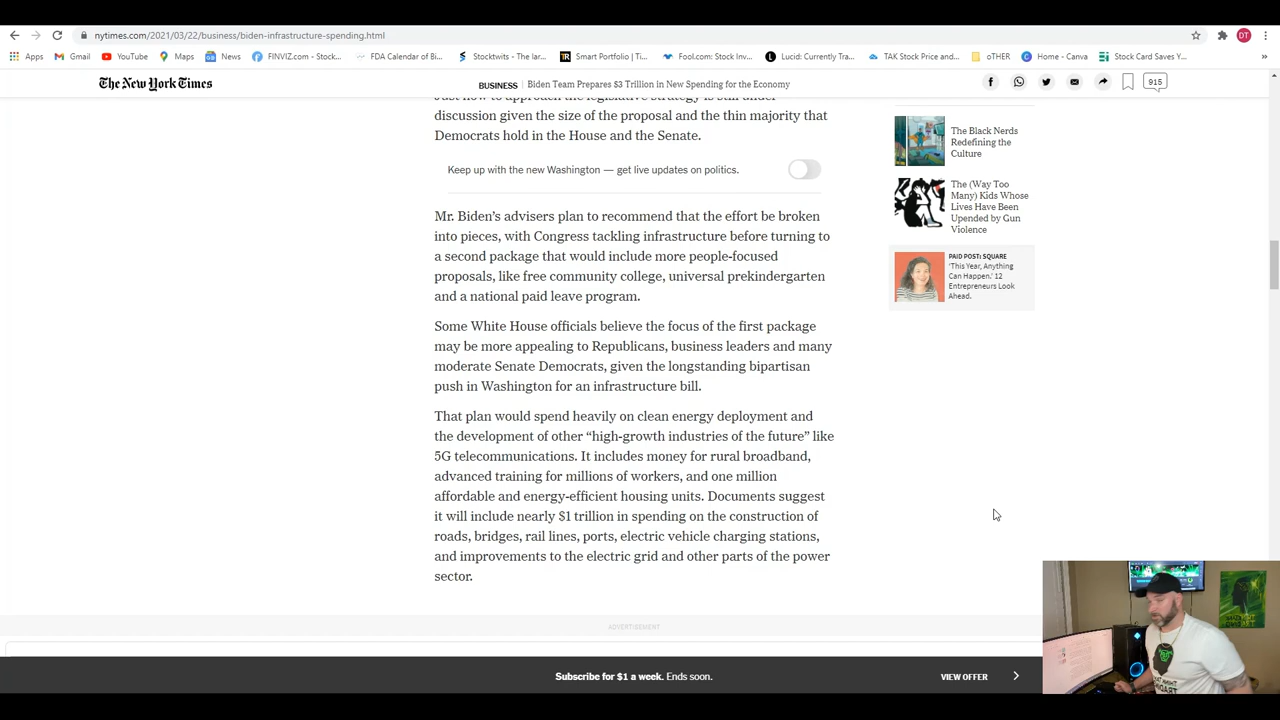 nytimes.com/2021/03/22/business/biden-infrastructure-spending.html
DT
Apps
Gmail
YouTube
Maps
News
FINVIZ.com - Stock...
FDA Calendar of Bi...
Stocktwits - The lar...
Smart Portfolio | Ti...
Fool.com: Stock Inv...
Lucid: Currently Tra...
TAK Stock Price and...
oTHER
Home - Canva
Stock Card Saves Y...
»
The New York Times
BUSINESS | Biden Team Prepares $3 Trillion in New Spending for the Economy
915
Just how to approach the legislative strategy is still under
discussion given the size of the proposal and the thin majority that
Democrats hold in the House and the Senate.
Keep up with the new Washington — get live updates on politics.
Mr. Biden’s advisers plan to recommend that the effort be broken
into pieces, with Congress tackling infrastructure before turning to
a second package that would include more people-focused
proposals, like free community college, universal prekindergarten
and a national paid leave program.
Some White House officials believe the focus of the first package
may be more appealing to Republicans, business leaders and many
moderate Senate Democrats, given the longstanding bipartisan
push in Washington for an infrastructure bill.
That plan would spend heavily on clean energy deployment and
the development of other “high-growth industries of the future” like
5G telecommunications. It includes money for rural broadband,
advanced training for millions of workers, and one million
affordable and energy-efficient housing units. Documents suggest
it will include nearly $1 trillion in spending on the construction of
roads, bridges, rail lines, ports, electric vehicle charging stations,
and improvements to the electric grid and other parts of the power
sector.
The Black Nerds
Redefining the
Culture
The (Way Too
Many) Kids Whose
Lives Have Been
Upended by Gun
Violence
PAID POST: SQUARE
‘This Year, Anything
Can Happen.’ 12
Entrepreneurs Look
Ahead.
ADVERTISEMENT
Subscribe for $1 a week. Ends soon.
VIEW OFFER